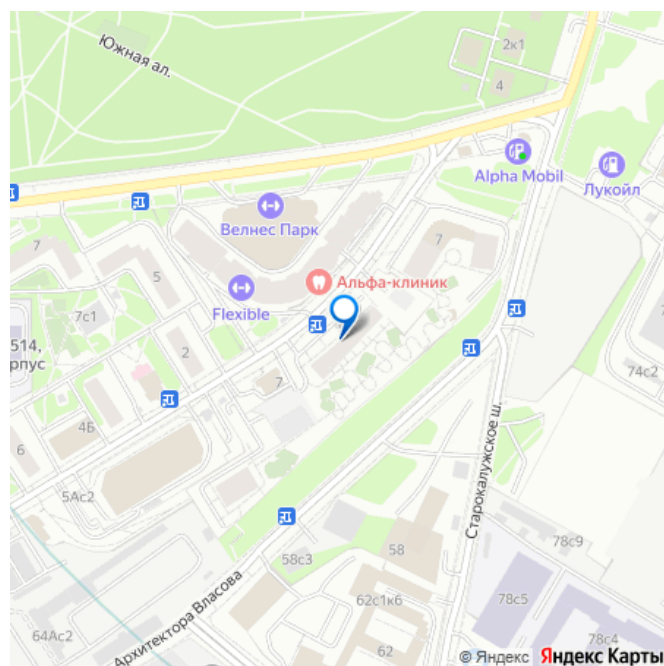 Южная ал.
2к1
4
Alpha Mobil
Лукойл
Велнес Парк
7
7
5
Альфа-клиник
7с1
Flexible
514,
рпус
2
7
74с2
4Б
6
5Ас2
Старокалужское ш.
58с3
58
78с9
62с1к6
78с5
64Ас2
Архитектора Власова
62
78с4
© Яндекс Яндекс Карты